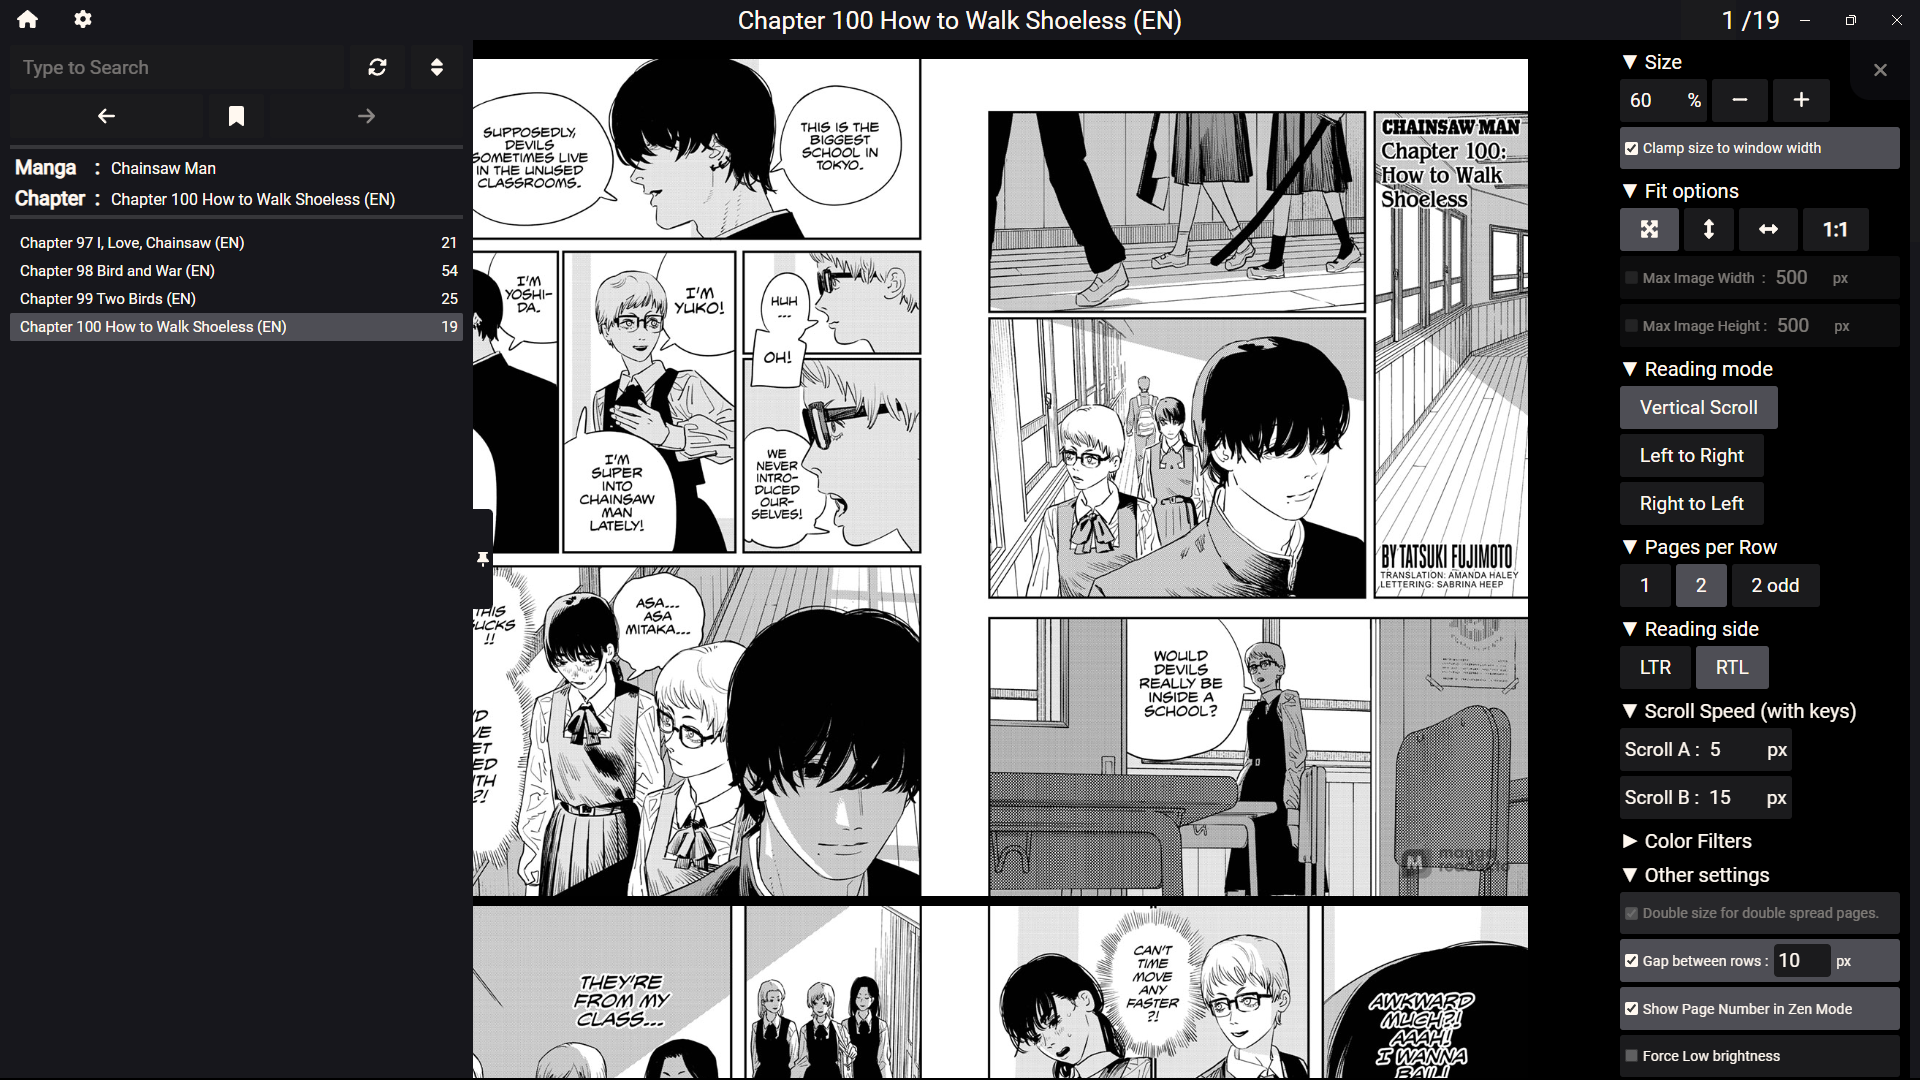 Chapter 100 How to Walk Shoeless (EN)
1 /19
Type to Search
Manga : Chainsaw Man
Chapter : Chapter 100 How to Walk Shoeless (EN)
Chapter 97 I, Love, Chainsaw (EN) 21
Chapter 98 Bird and War (EN) 54
Chapter 99 Two Birds (EN) 25
Chapter 100 How to Walk Shoeless (EN) 19
CHAINSAW MAN
Chapter 100:
How to Walk
Shoeless
BY TATSUKI FUJIMOTO
TRANSLATION: AMANDA HALEY
LETTERING: SABRINA HEEP
WOULD
DEVILS
REALLY BE
INSIDE A
SCHOOL?
THIS IS THE
BIGGEST
SCHOOL IN
TOKYO.
SUPPOSEDLY,
DEVILS
SOMETIMES LIVE
IN THE UNUSED
CLASSROOMS.
HUH
...
OH!
WE
NEVER
INTRO-
DUCED
OUR-
SELVES!
I'M
YUKO!
I'M
SUPER
INTO
CHAINSAW
MAN
LATELY!
I'M
YOSHI-
DA.
ASA...
ASA
MITAKA...
THIS
SUCKS
!!
?!
CAN'T
TIME
MOVE
ANY
FASTER
?!
AWKWARD
MUCH?!
AAAH!
I WANNA
BAIL!
THEY'RE
FROM MY
CLASS...
Size
60 %
Clamp size to window width
Fit options
1:1
Max Image Width : 500 px
Max Image Height : 500 px
Reading mode
Vertical Scroll
Left to Right
Right to Left
Pages per Row
1 2 2 odd
Reading side
LTR RTL
Scroll Speed (with keys)
Scroll A : 5 px
Scroll B : 15 px
Color Filters
Other settings
Double size for double spread pages.
Gap between rows : 10 px
Show Page Number in Zen Mode
Force Low brightness